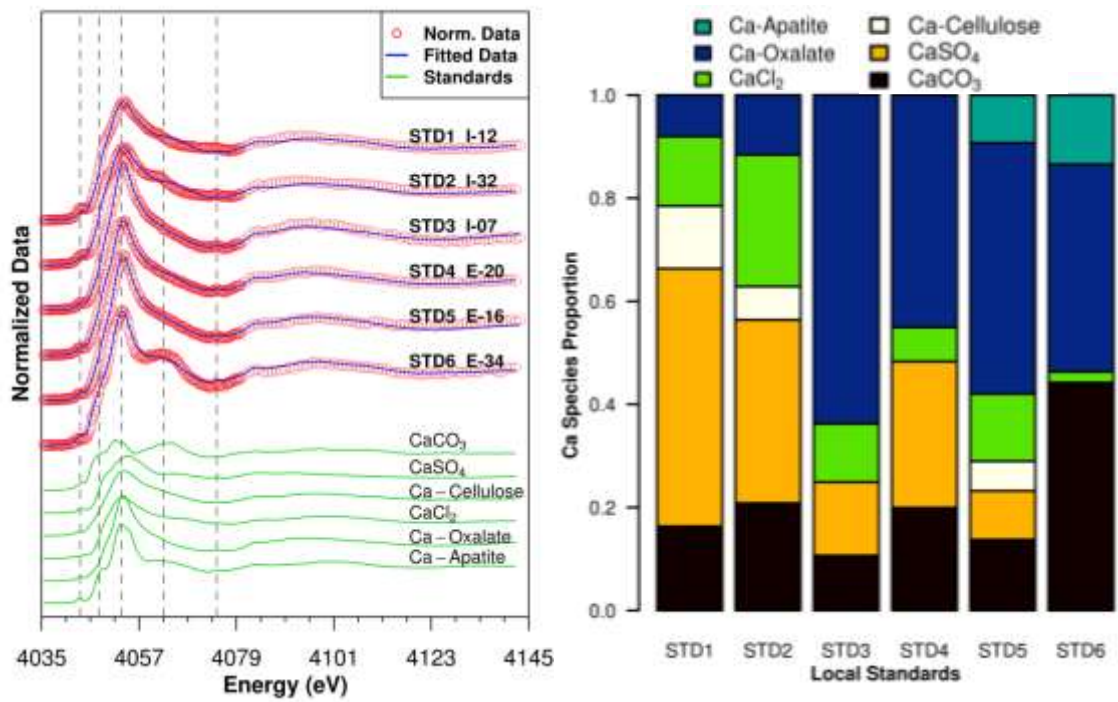 Norm. Data
Fitted Data
Standards
STD1 I-12
STD2 I-32
STD3 I-07
STD4 E-20
STD5 E-16
STD6 E-34
CaCO₃
CaSO₄
Ca – Cellulose
CaCl₂
Ca – Oxalate
Ca – Apatite
Normalized Data
4035 4057 4079 4101 4123 4145
Energy (eV)
Ca-Apatite Ca-Cellulose
Ca-Oxalate CaSO₄
CaCl₂ CaCO₃
1.0
0.8
0.6
0.4
0.2
0.0
Ca Species Proportion
STD1 STD2 STD3 STD4 STD5 STD6
Local Standards